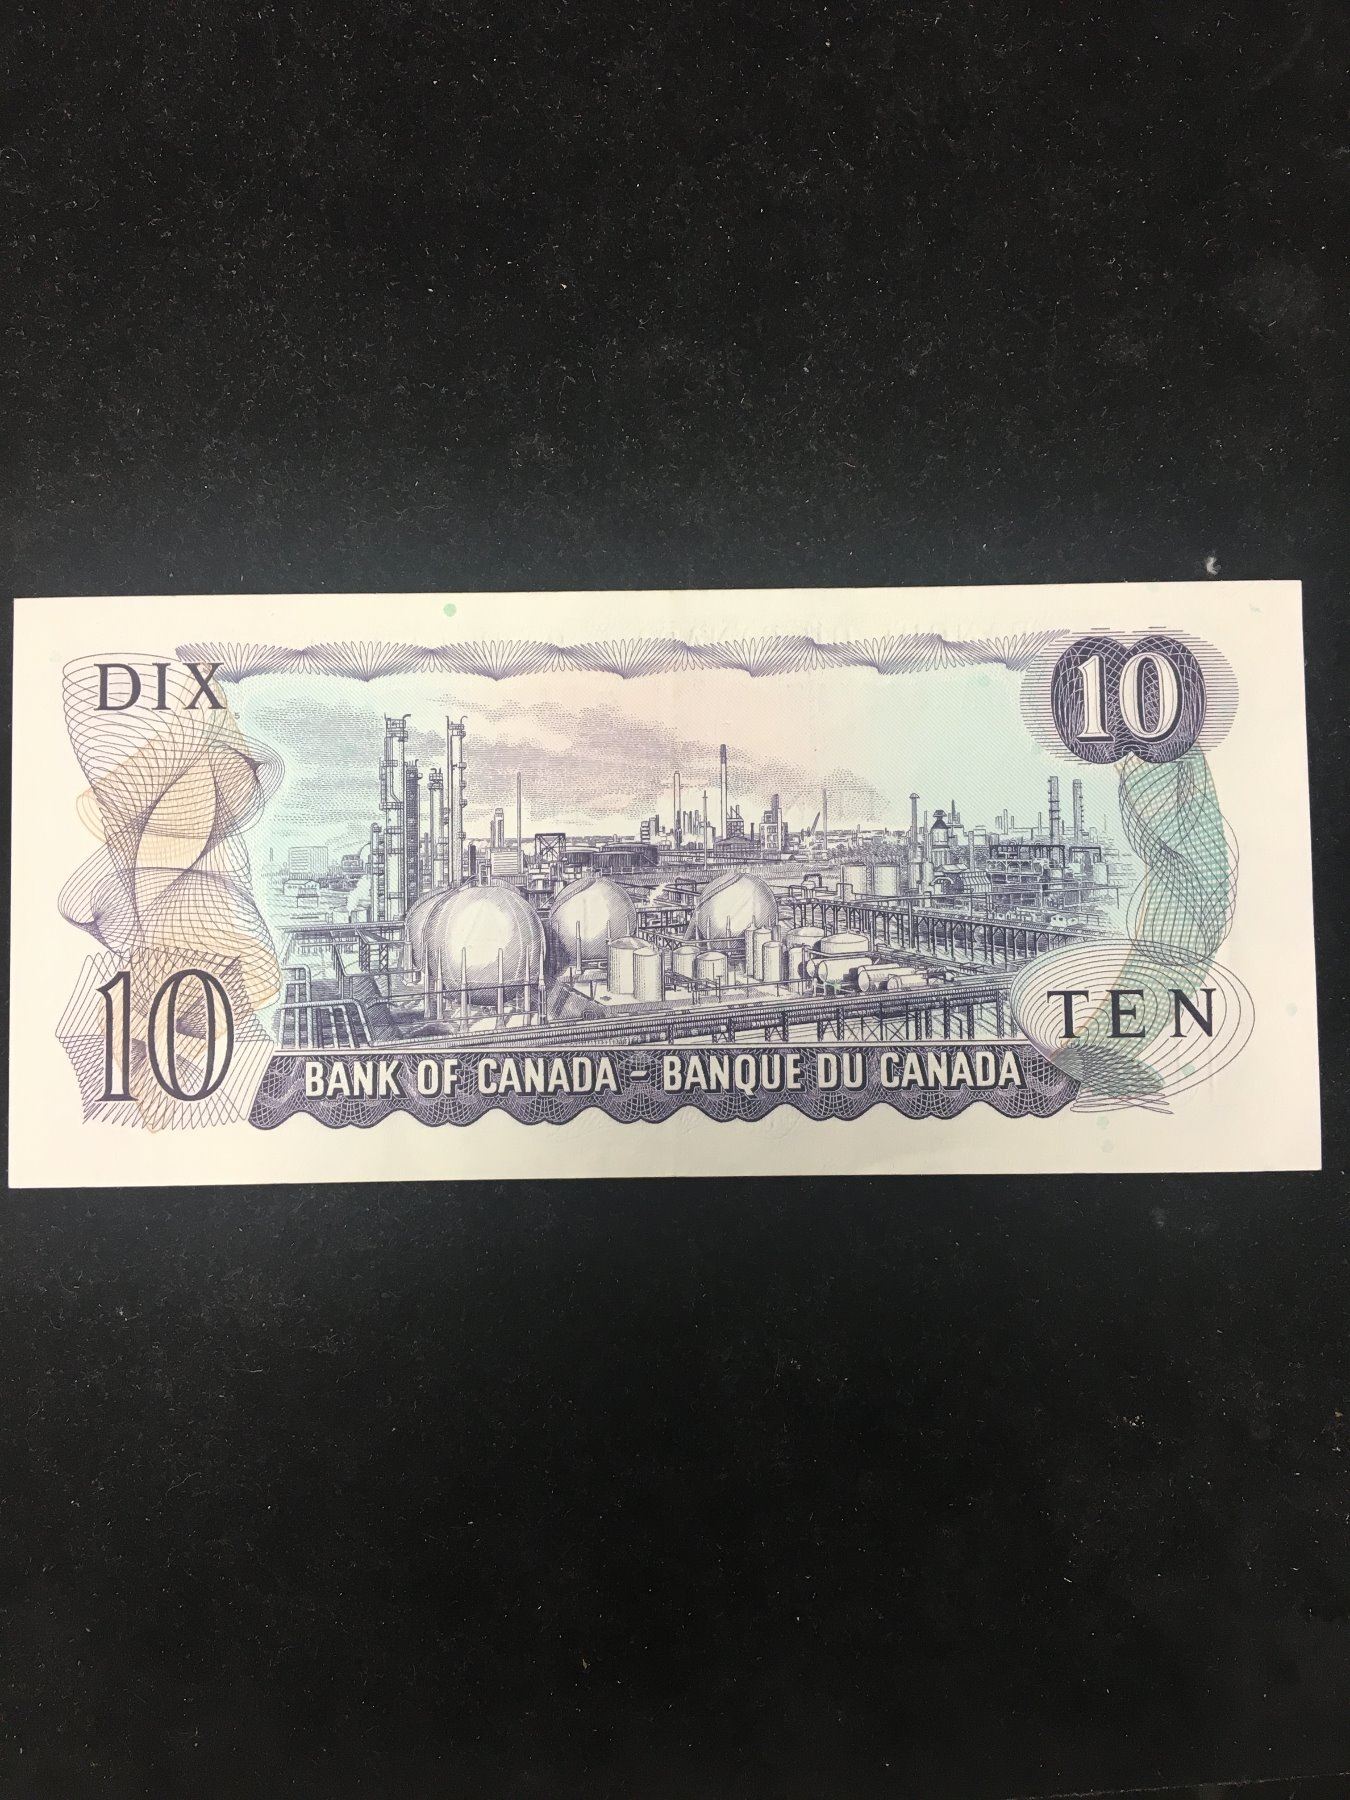 DIX
10
10
TEN
BANK OF CANADA – BANQUE DU CANADA